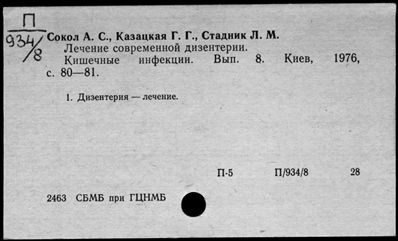 П
934/8
Сокол А. С., Казацкая Г. Г., Стадник Л. М.
Лечение современной дизентерии.
Кишечные инфекции. Вып. 8. Киев, 1976,
с. 80—81.
1. Дизентерия — лечение.
П-5 П/934/8 28
2463 СБМБ при ГЦНМБ